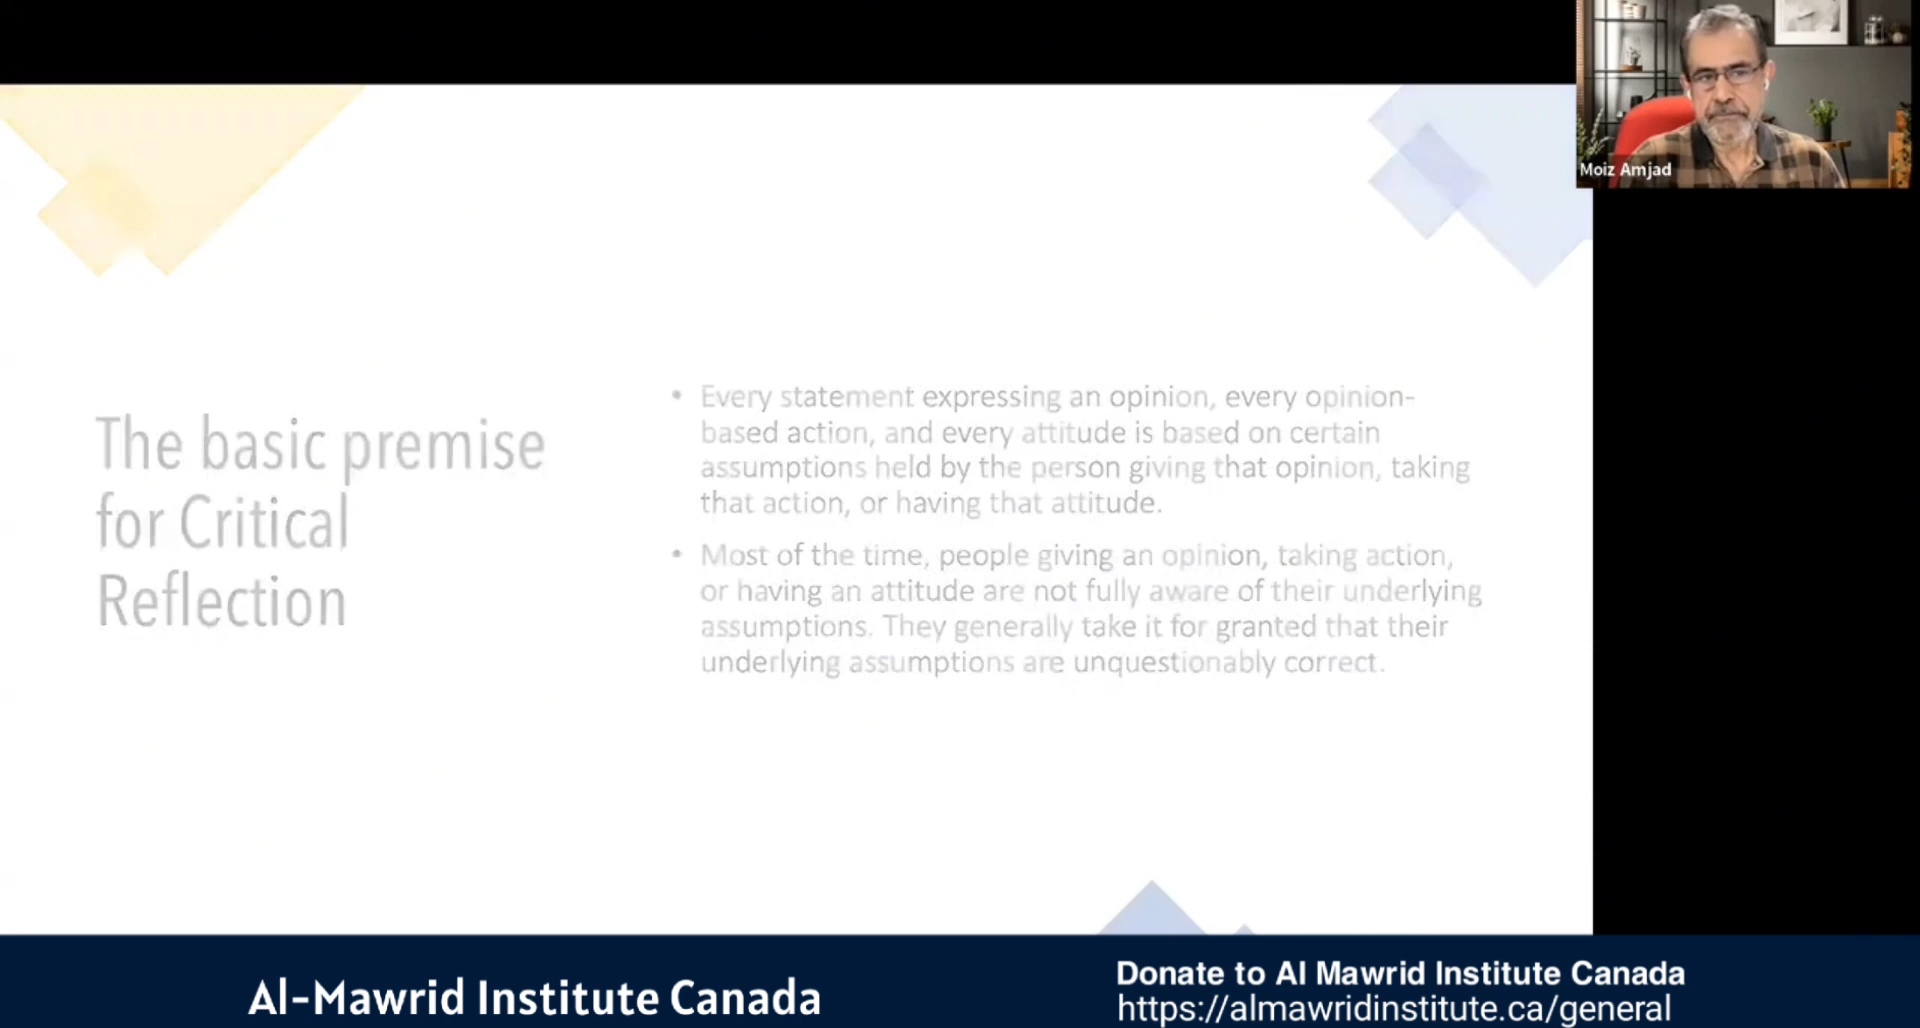 Moiz Amjad
The basic premise
for Critical
Reflection
• Every statement expressing an opinion, every opinion-
based action, and every attitude is based on certain
assumptions held by the person giving that opinion, taking
that action, or having that attitude.
• Most of the time, people giving an opinion, taking action,
or having an attitude are not fully aware of their underlying
assumptions. They generally take it for granted that their
underlying assumptions are unquestionably correct.
Al-Mawrid Institute Canada
Donate to Al Mawrid Institute Canada
https://almawridinstitute.ca/general